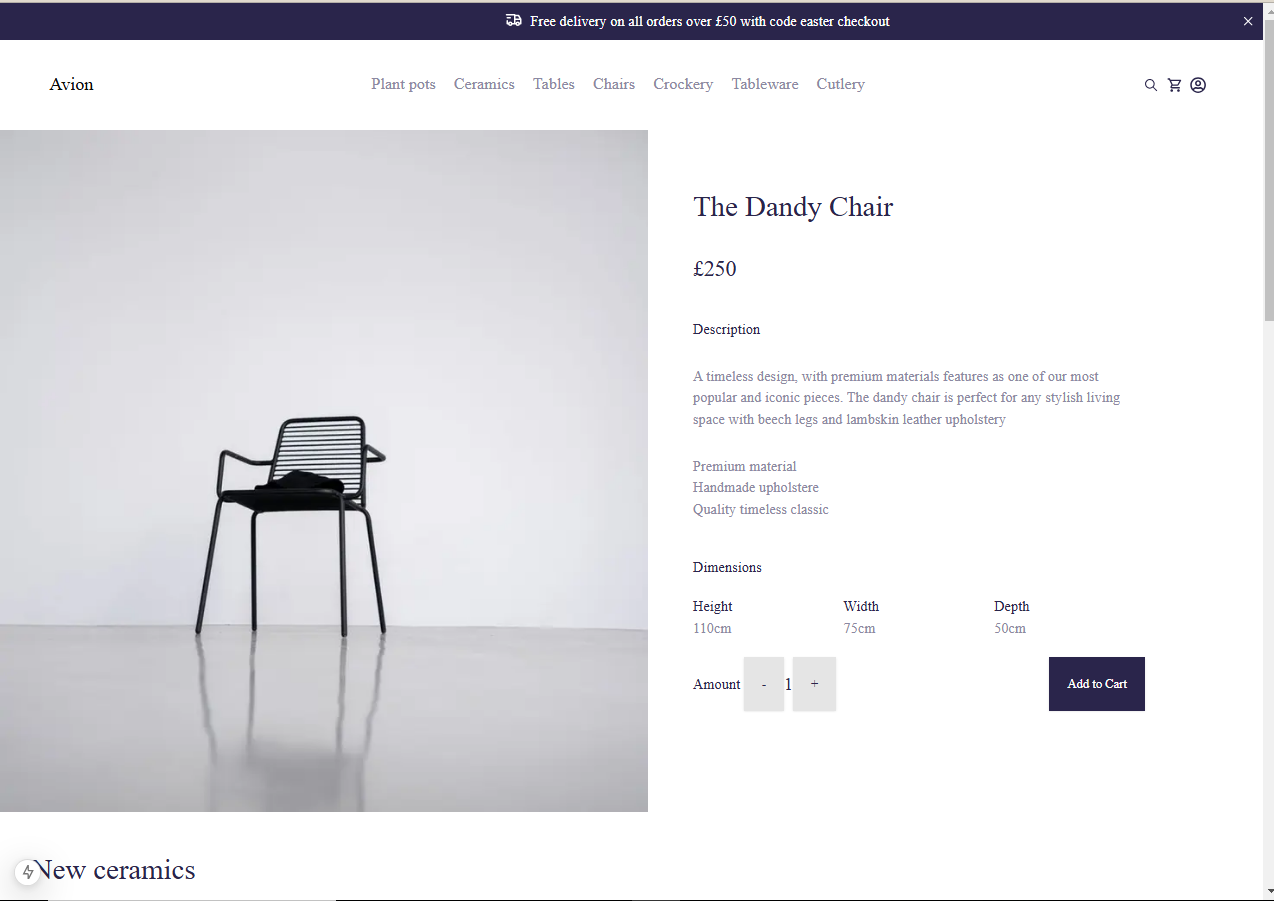 Free delivery on all orders over £50 with code easter checkout
Avion
Plant pots Ceramics Tables Chairs Crockery Tableware Cutlery
The Dandy Chair
£250
Description
A timeless design, with premium materials features as one of our most
popular and iconic pieces. The dandy chair is perfect for any stylish living
space with beech legs and lambskin leather upholstery
Premium material
Handmade upholstere
Quality timeless classic
Dimensions
Height Width Depth
110cm 75cm 50cm
Amount - 1 + Add to Cart
New ceramics